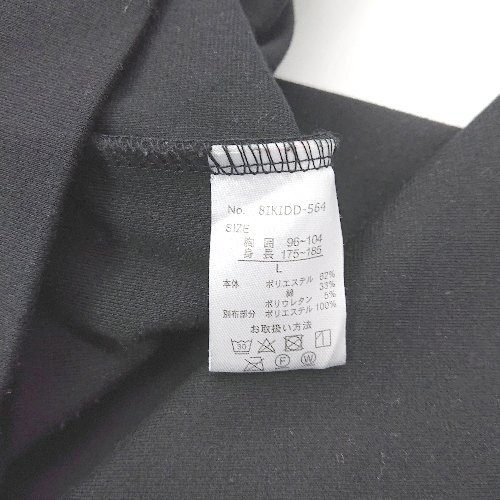 No. 8IKIDD-564
SIZE
胸 囲 96~104
身 長 175~185
L
本体 ポリエステル 62%
綿 33%
ポリウレタン 5%
別布部分 ポリエステル 100%
お取扱い方法
30
F W